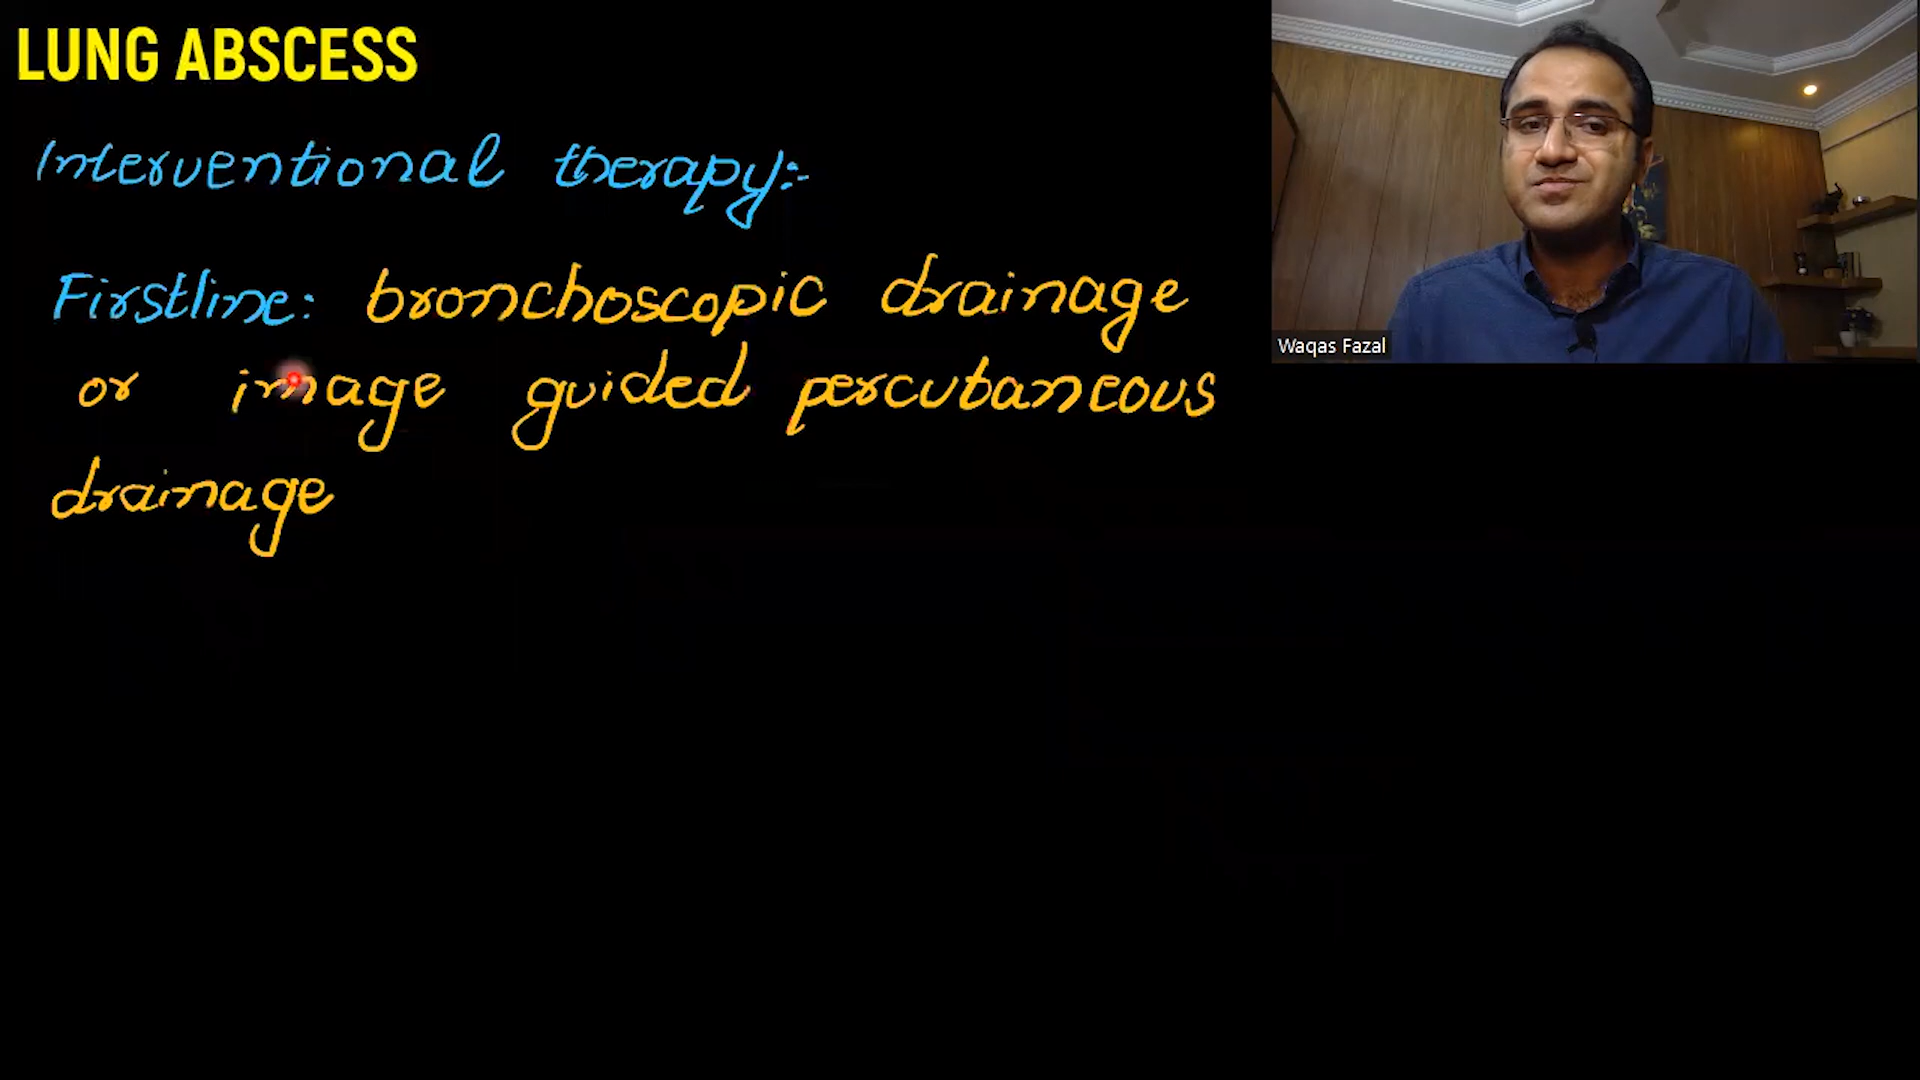 LUNG ABSCESS
Interventional therapy:-
Firstline: bronchoscopic drainage
or image guided percutaneous
drainage
Waqas Fazal